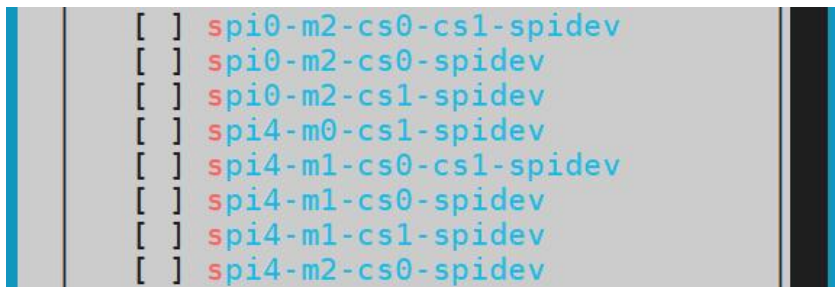 [ ] spi0-m2-cs0-cs1-spidev
[ ] spi0-m2-cs0-spidev
[ ] spi0-m2-cs1-spidev
[ ] spi4-m0-cs1-spidev
[ ] spi4-m1-cs0-cs1-spidev
[ ] spi4-m1-cs0-spidev
[ ] spi4-m1-cs1-spidev
[ ] spi4-m2-cs0-spidev